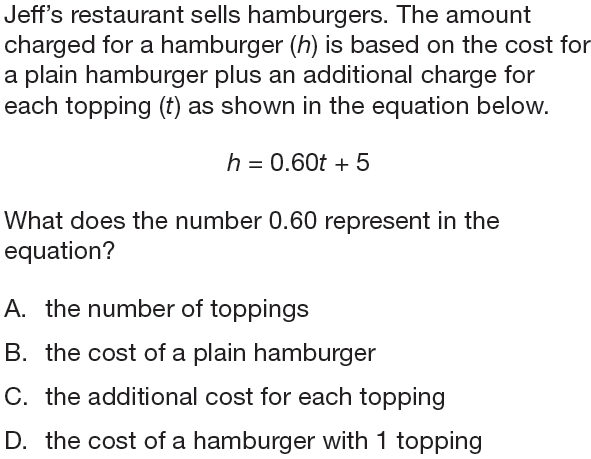 Jeff’s restaurant sells hamburgers. The amount
charged for a hamburger (h) is based on the cost for
a plain hamburger plus an additional charge for
each topping (t) as shown in the equation below.
h = 0.60t + 5
What does the number 0.60 represent in the
equation?
A. the number of toppings
B. the cost of a plain hamburger
C. the additional cost for each topping
D. the cost of a hamburger with 1 topping